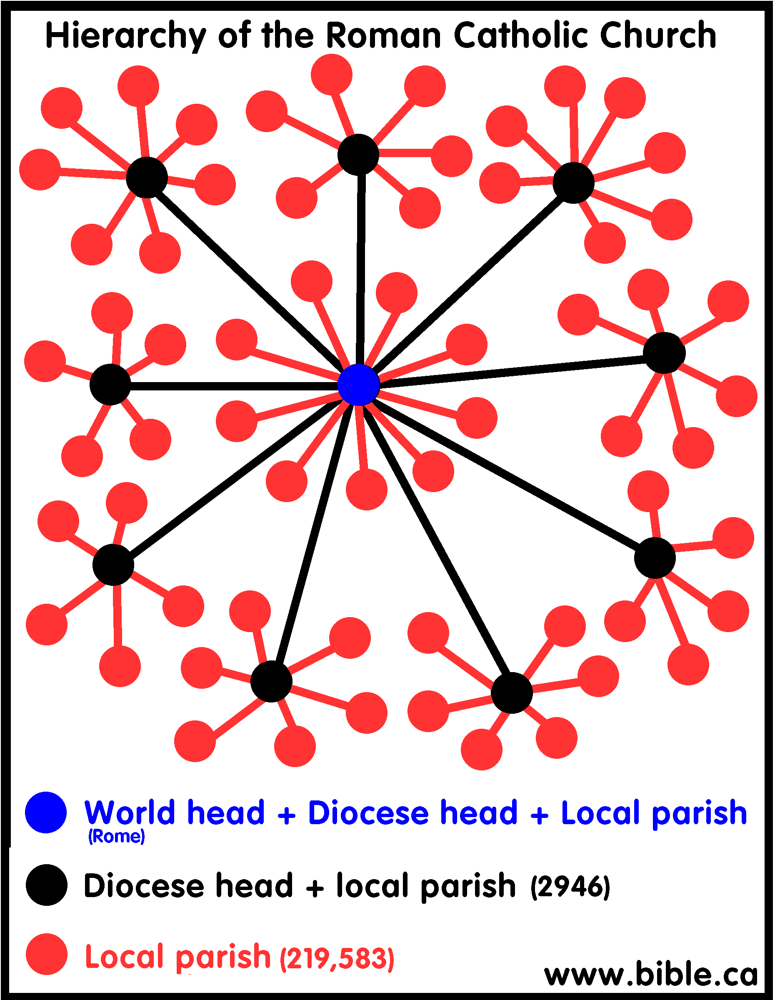 Hierarchy of the Roman Catholic Church
World head + Diocese head + Local parish
(Rome)
Diocese head + local parish (2946)
Local parish (219,583)
www.bible.ca